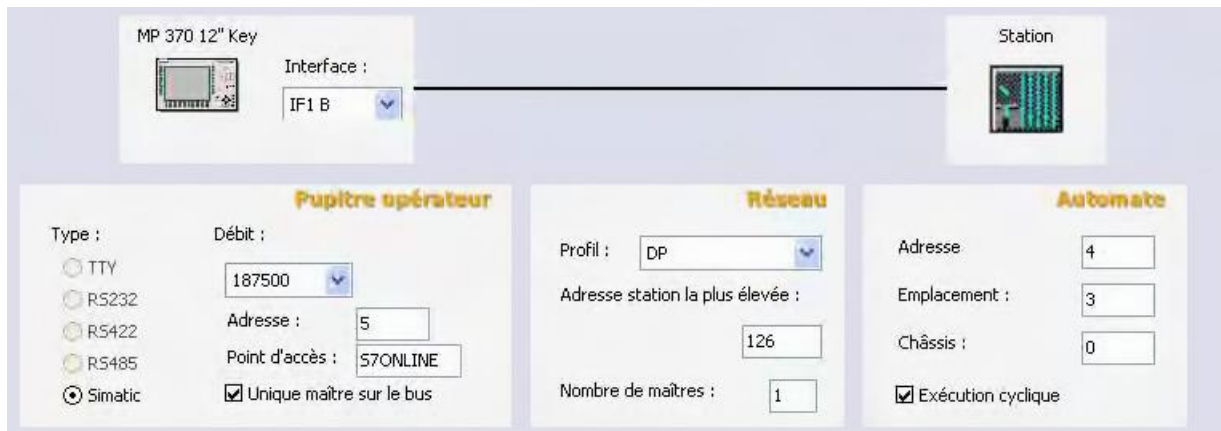 MP 370 12" Key
Interface :
IF1 B
Station
Pupitre opérateur
Type :
TTY
RS232
RS422
RS485
Simatic
Débit :
187500
Adresse :
5
Point d'accès :
S7ONLINE
Unique maître sur le bus
Réseau
Profil :
DP
Adresse station la plus élevée :
126
Nombre de maîtres :
1
Automate
Adresse
4
Emplacement :
3
Châssis :
0
Exécution cyclique